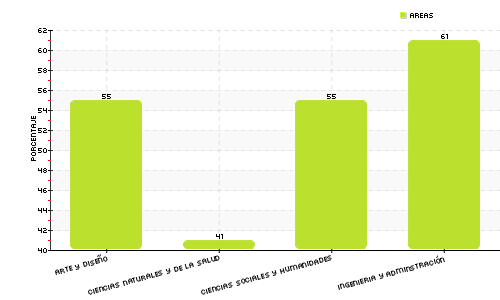 AREAS
PORCENTAJE
62
60
58
56
54
52
50
48
46
44
42
40
55
41
55
61
ARTE Y DISEÑO
CIENCIAS NATURALES Y DE LA SALUD
CIENCIAS SOCIALES Y HUMANIDADES
INGENIERIA Y ADMINSTRACIÓN